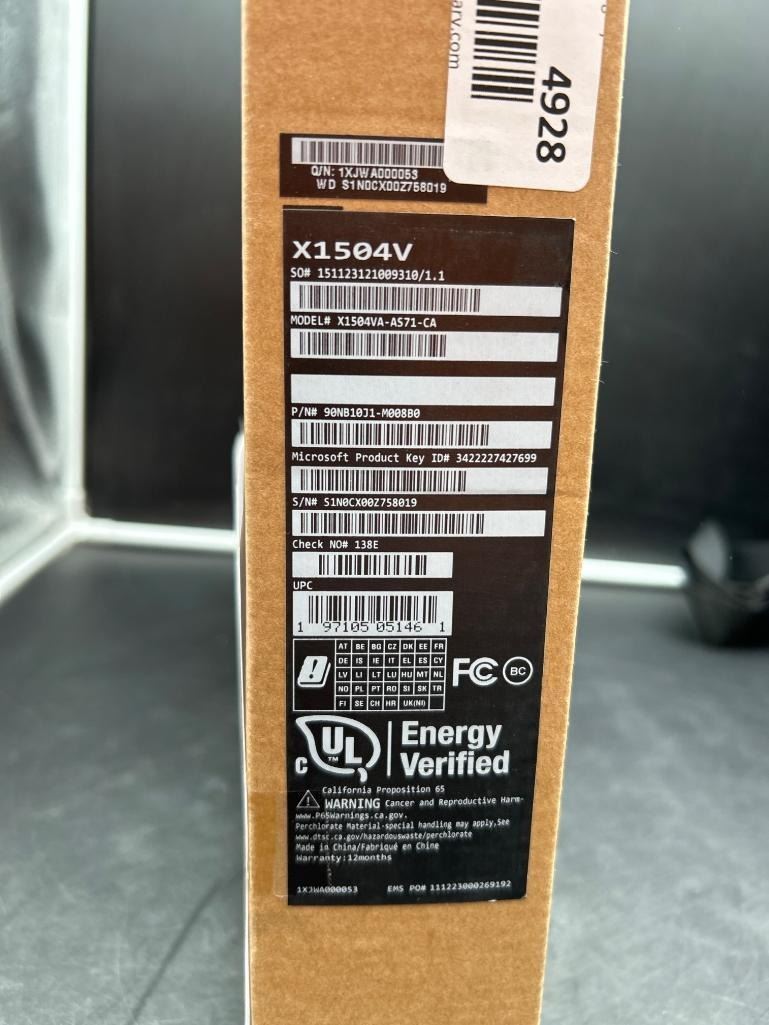 ary.com
4928
Q/N: 1XJWA000053
WD S1N0CX00Z758019
X1504V
SO# 151123121009310/1.1
MODEL# X1504VA-AS71-CA
P/N# 90NB10J1-M008B0
Microsoft Product Key ID# 3422227427699
S/N# S1N0CX00Z758019
Check NO# 138E
UPC
1 97105 05146 1
AT BE BG CZ DK EE FR
DE IS IE IT EL ES CY
LV LI LT LU HU MT NL
NO PL PT RO SI SK TR
FI SE CH HR UK(NI)
FC BC
c UL TM Energy
Verified
California Proposition 65
WARNING Cancer and Reproductive Harm-
www.P65Warnings.ca.gov.
Perchlorate Material-special handling may apply,See
www.dtsc.ca.gov/hazardouswaste/perchlorate
Made in China/Fabriqué en Chine
Warranty:12months
1XJWA000053 EMS PO# 111223000269192